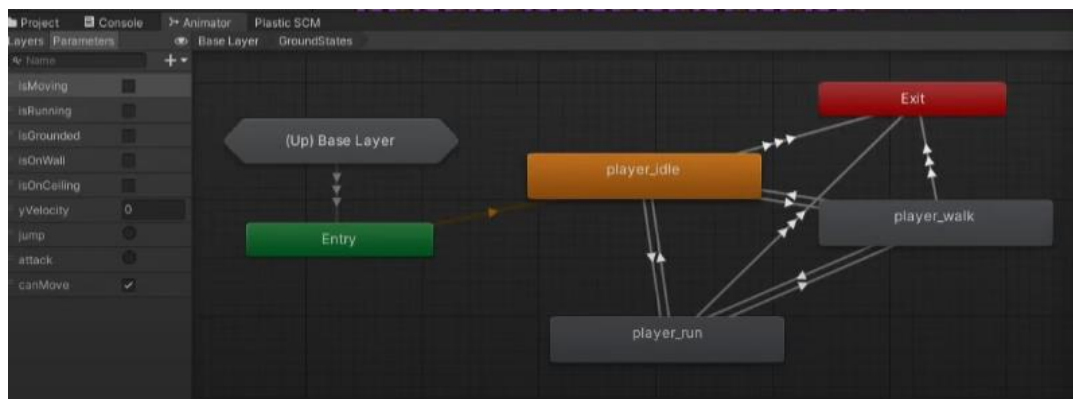 Project Console Animator Plastic SCM
ayers Parameters Base Layer GroundStates
Name
isMoving
isRunning
isGrounded
isOnWall
isOnCeiling
yVelocity 0
jump
attack
canMove
(Up) Base Layer
Entry
player_idle
Exit
player_walk
player_run